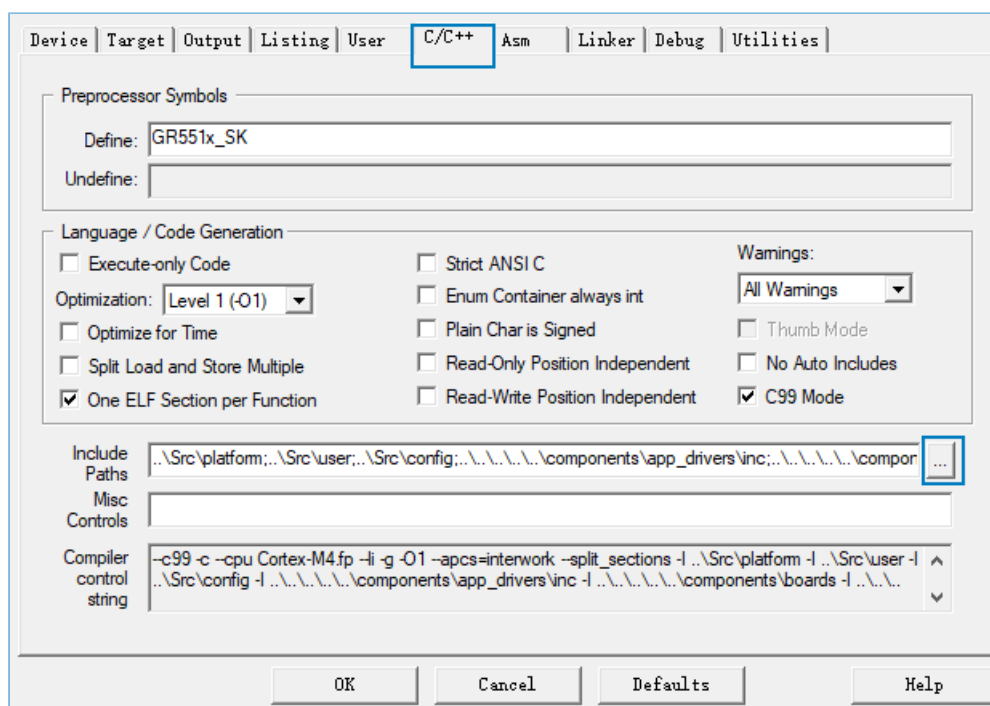 Device Target Output Listing User C/C++ Asm Linker Debug Utilities
Preprocessor Symbols
Define: GR551x_SK
Undefine:
Language / Code Generation
Execute-only Code
Optimization: Level 1 (-O1)
Optimize for Time
Split Load and Store Multiple
One ELF Section per Function
Strict ANSI C
Enum Container always int
Plain Char is Signed
Read-Only Position Independent
Read-Write Position Independent
Warnings:
All Warnings
Thumb Mode
No Auto Includes
C99 Mode
Include Paths ..\Src\platform;..\Src\user;..\Src\config;..\..\..\..\..\components\app_drivers\inc;..\..\..\..\..\compon ...
Misc Controls
Compiler control string
--c99 -c --cpu Cortex-M4.fp --li -g -O1 --apcs=interwork --split_sections -I ..\Src\platform -I ..\Src\user -I
..\Src\config -I ..\..\..\..\..\components\app_drivers\inc -I ..\..\..\..\..\components\boards -I ..\..\..
OK Cancel Defaults Help